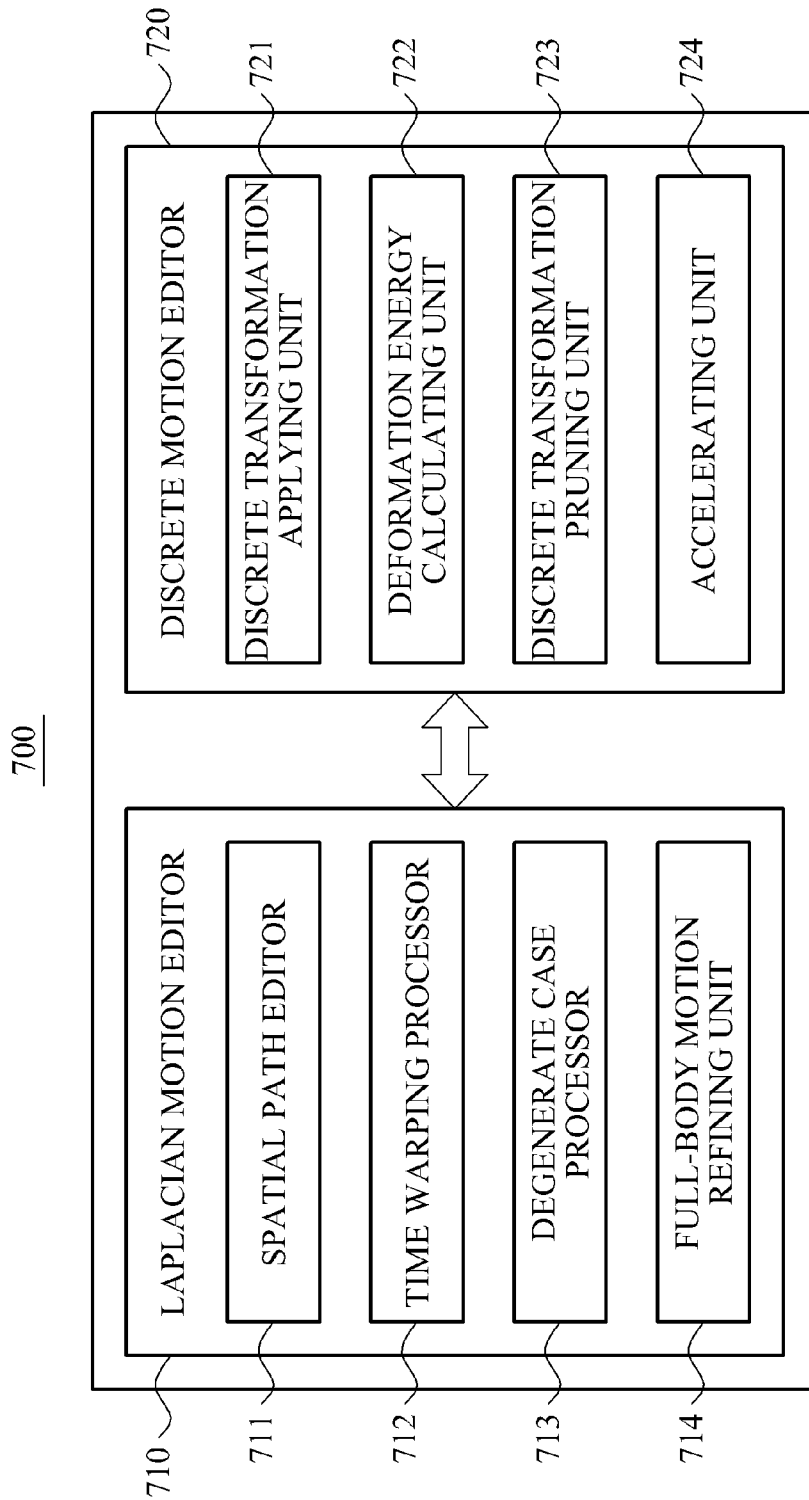 700
710
LAPLACIAN MOTION EDITOR
711
SPATIAL PATH EDITOR
712
TIME WARPING PROCESSOR
713
DEGENERATE CASE
PROCESSOR
714
FULL-BODY MOTION
REFINING UNIT
720
DISCRETE MOTION EDITOR
721
DISCRETE TRANSFORMATION
APPLYING UNIT
722
DEFORMATION ENERGY
CALCULATING UNIT
723
DISCRETE TRANSFORMATION
PRUNING UNIT
724
ACCELERATING UNIT